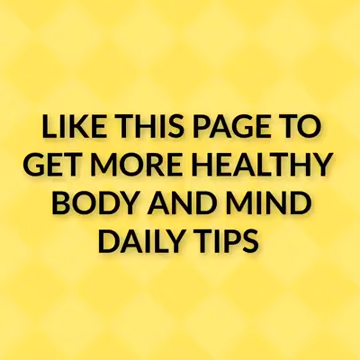 LIKE THIS PAGE TO
GET MORE HEALTHY
BODY AND MIND
DAILY TIPS